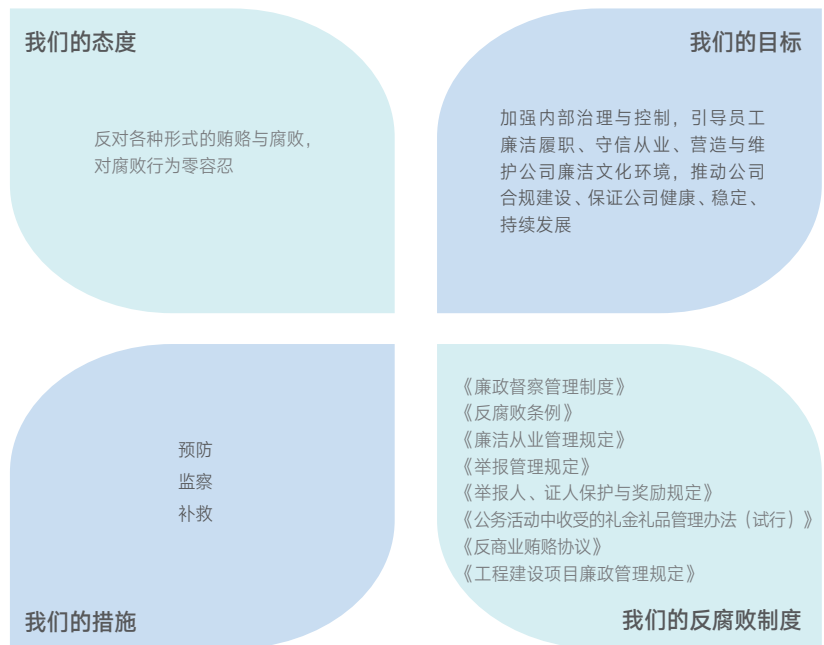 我们的态度
反对各种形式的贿赂与腐败，
对腐败行为零容忍
我们的目标
加强内部治理与控制，引导员工
廉洁履职、守信从业、营造与维
护公司廉洁文化环境，推动公司
合规建设、保证公司健康、稳定、
持续发展
预防
监察
补救
我们的措施
《廉政督察管理制度》
《反腐败条例》
《廉洁从业管理规定》
《举报管理规定》
《举报人、证人保护与奖励规定》
《公务活动中收受的礼金礼品管理办法（试行）》
《反商业贿赂协议》
《工程建设项目廉政管理规定》
我们的反腐败制度